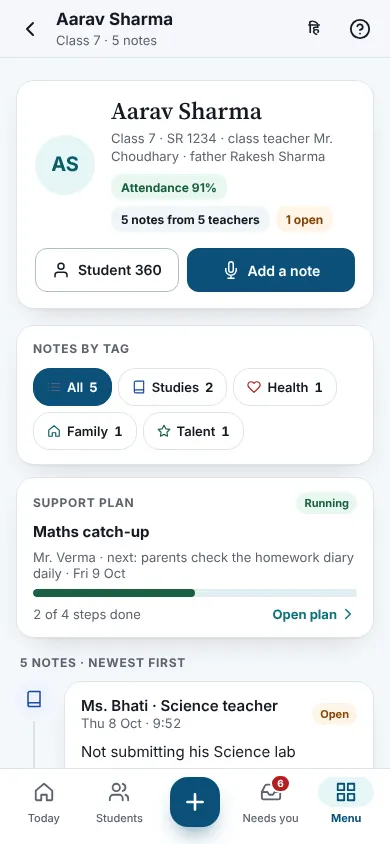 Aarav Sharma
Class 7 · 5 notes
हि
Aarav Sharma
Class 7 · SR 1234 · class teacher Mr.
Choudhary · father Rakesh Sharma
AS
Attendance 91%
5 notes from 5 teachers 1 open
Student 360 Add a note
NOTES BY TAG
All 5 Studies 2 Health 1
Family 1 Talent 1
SUPPORT PLAN Running
Maths catch-up
Mr. Verma · next: parents check the homework diary
daily · Fri 9 Oct
2 of 4 steps done Open plan
5 NOTES · NEWEST FIRST
Ms. Bhati · Science teacher
Thu 8 Oct · 9:52
Open
Not submitting his Science lab
6
Today Students Needs you Menu